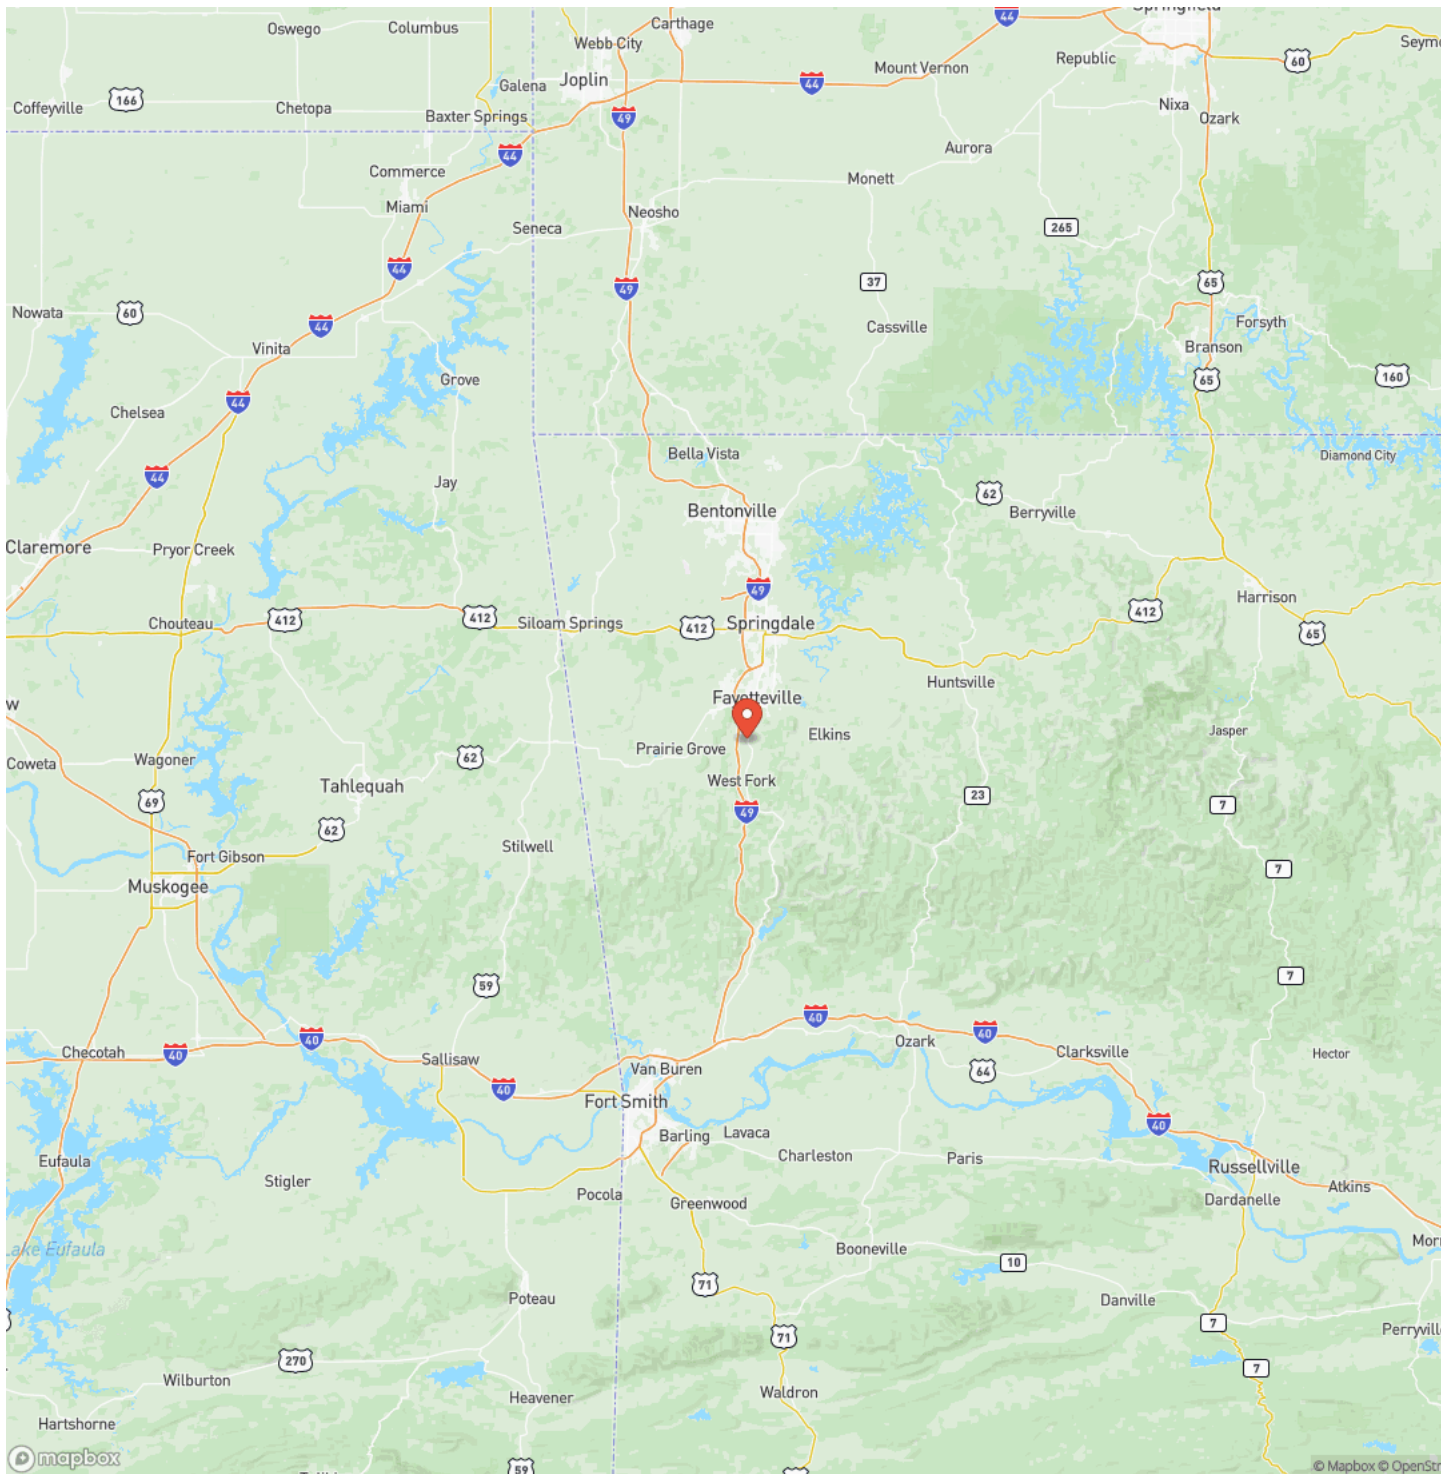 Springfield
Oswego
Columbus
Carthage
44
Webb City
Seymo
Republic
60
Mount Vernon
Joplin
44
Galena
166
Coffeyville
Chetopa
Nixa
Baxter Springs
49
Ozark
Aurora
44
Commerce
Monett
Miami
Neosho
Seneca
265
44
37
65
49
Nowata
60
44
Forsyth
Cassville
Vinita
Branson
160
65
Grove
44
Chelsea
Bella Vista
Diamond City
44
Jay
62
Bentonville
Berryville
Claremore
Pryor Creek
49
Harrison
412
412
412
Chouteau
Siloam Springs
412
Springdale
65
Huntsville
Fayetteville
w
Jasper
Elkins
Prairie Grove
62
Wagoner
Coweta
West Fork
Tahlequah
23
69
7
49
62
Stilwell
Fort Gibson
7
Muskogee
7
59
40
40
40
Ozark
Checotah
40
Clarksville
Hector
Sallisaw
Van Buren
64
40
Fort Smith
40
Lavaca
Barling
Charleston
Paris
Eufaula
Russellville
Stigler
Atkins
Pocola
Dardanelle
Greenwood
Morr
Lake Eufaula
Booneville
10
71
Poteau
Danville
7
Perryville
71
270
7
Wilburton
Waldron
Heavener
Hartshorne
mapbox
59
© Mapbox © OpenStr